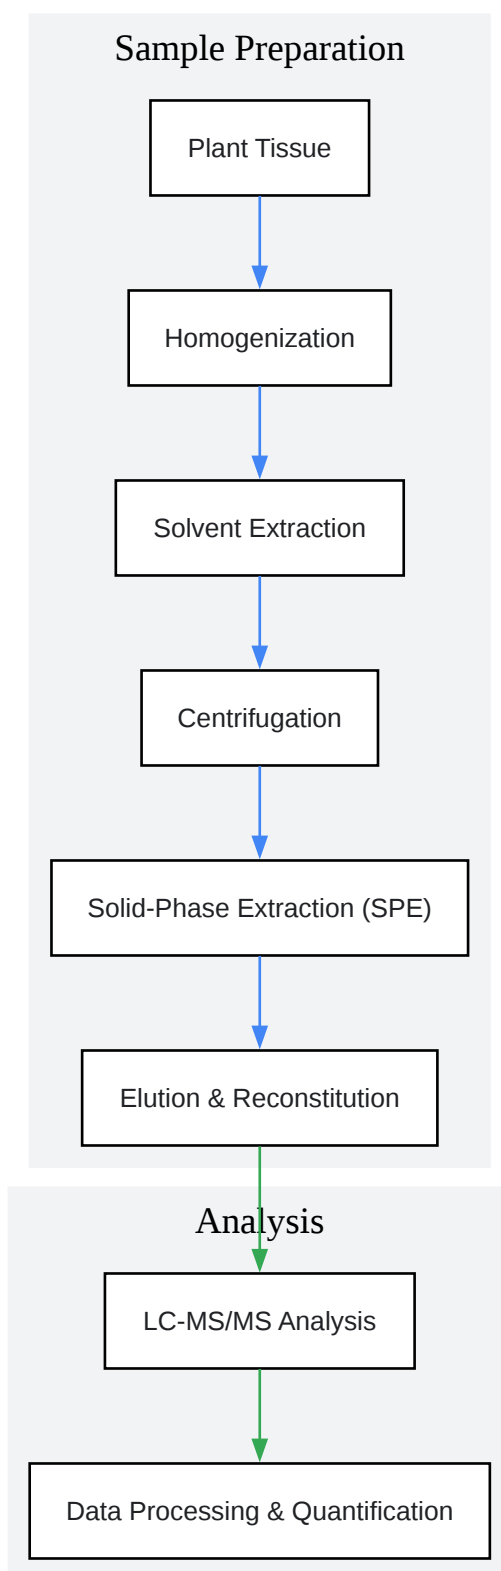 Sample Preparation
Plant Tissue
Homogenization
Solvent Extraction
Centrifugation
Solid-Phase Extraction (SPE)
Elution & Reconstitution
Analysis
LC-MS/MS Analysis
Data Processing & Quantification